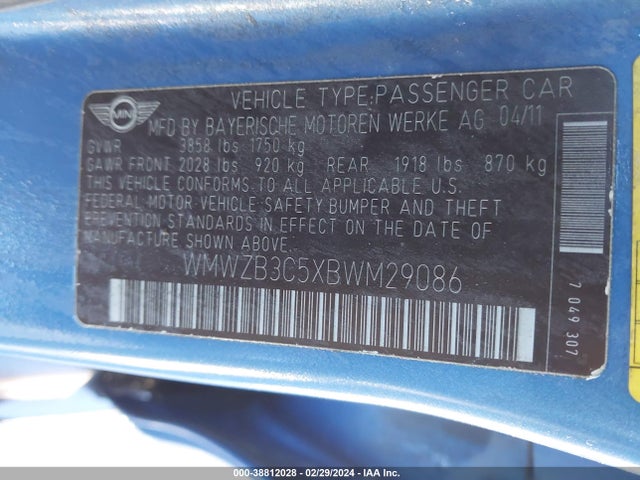 VEHICLE TYPE:PASSENGER CAR
MINI
MFD BY BAYERISCHE MOTOREN WERKE AG 04/11
GVWR 3858 lbs 1750 kg
GAWR FRONT 2028 lbs 920 kg REAR 1918 lbs 870 kg
THIS VEHICLE CONFORMS TO ALL APPLICABLE U.S.
FEDERAL MOTOR VEHICLE SAFETY BUMPER AND THEFT
PREVENTION STANDARDS IN EFFECT ON THE DATE OF
MANUFACTURE SHOWN ABOVE.
WMWZB3C5XBWM29086
7 049 307
000-38812028 - 02/29/2024 - IAA Inc.